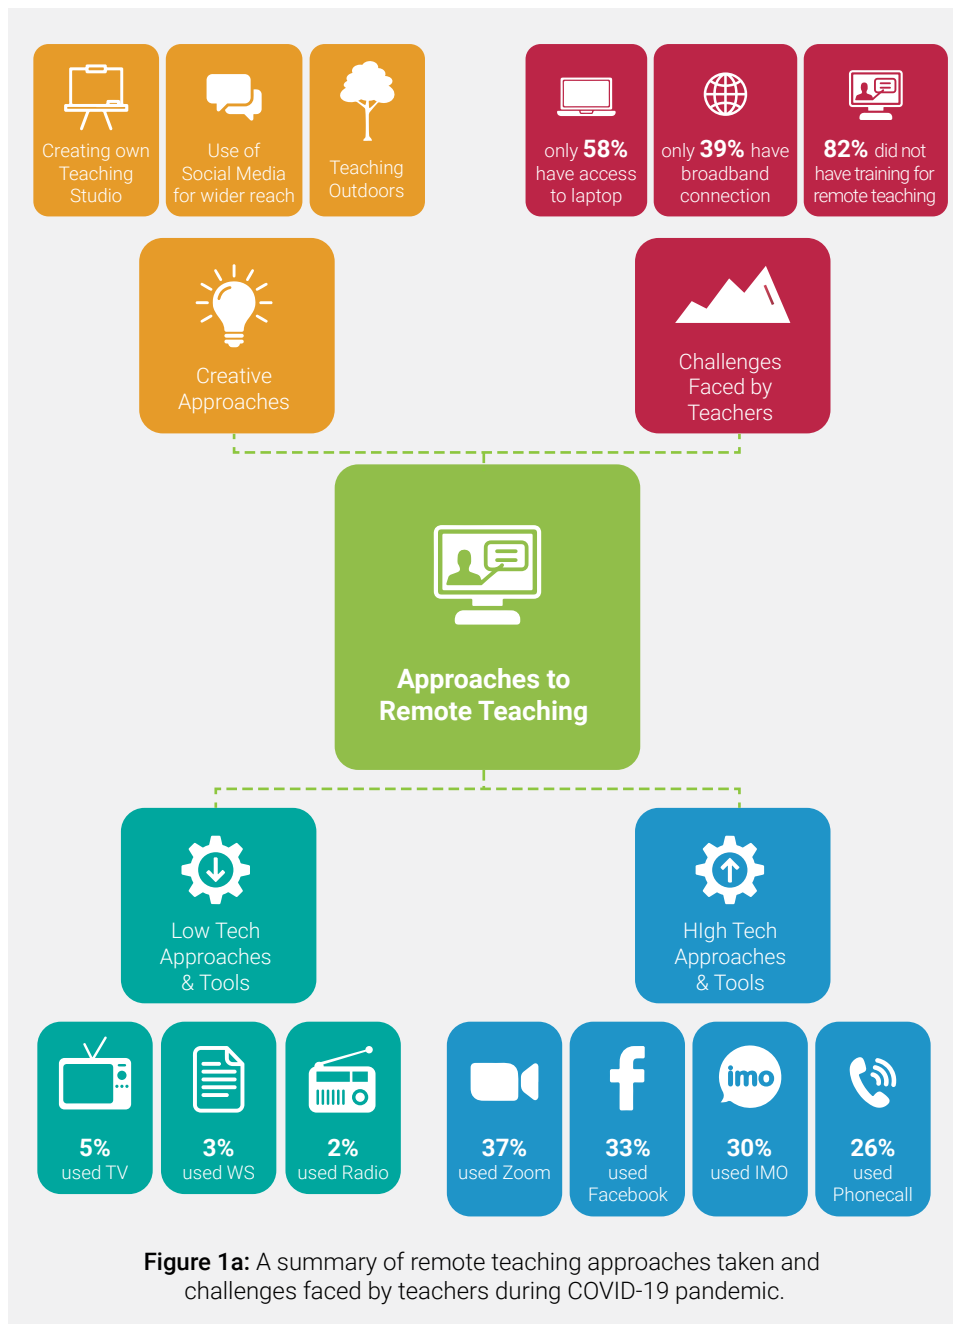 Creating own
Teaching
Studio
Use of
Social Media
for wider reach
Teaching
Outdoors
only 58%
have access
to laptop
only 39% have
broadband
connection
82% did not
have training for
remote teaching
Creative
Approaches
Challenges
Faced by
Teachers
Approaches to
Remote Teaching
Low Tech
Approaches
& Tools
HIgh Tech
Approaches
& Tools
5%
used TV
3%
used WS
2%
used Radio
37%
used Zoom
33%
used
Facebook
imo
30%
used IMO
26%
used
Phonecall
Figure 1a: A summary of remote teaching approaches taken and
challenges faced by teachers during COVID-19 pandemic.